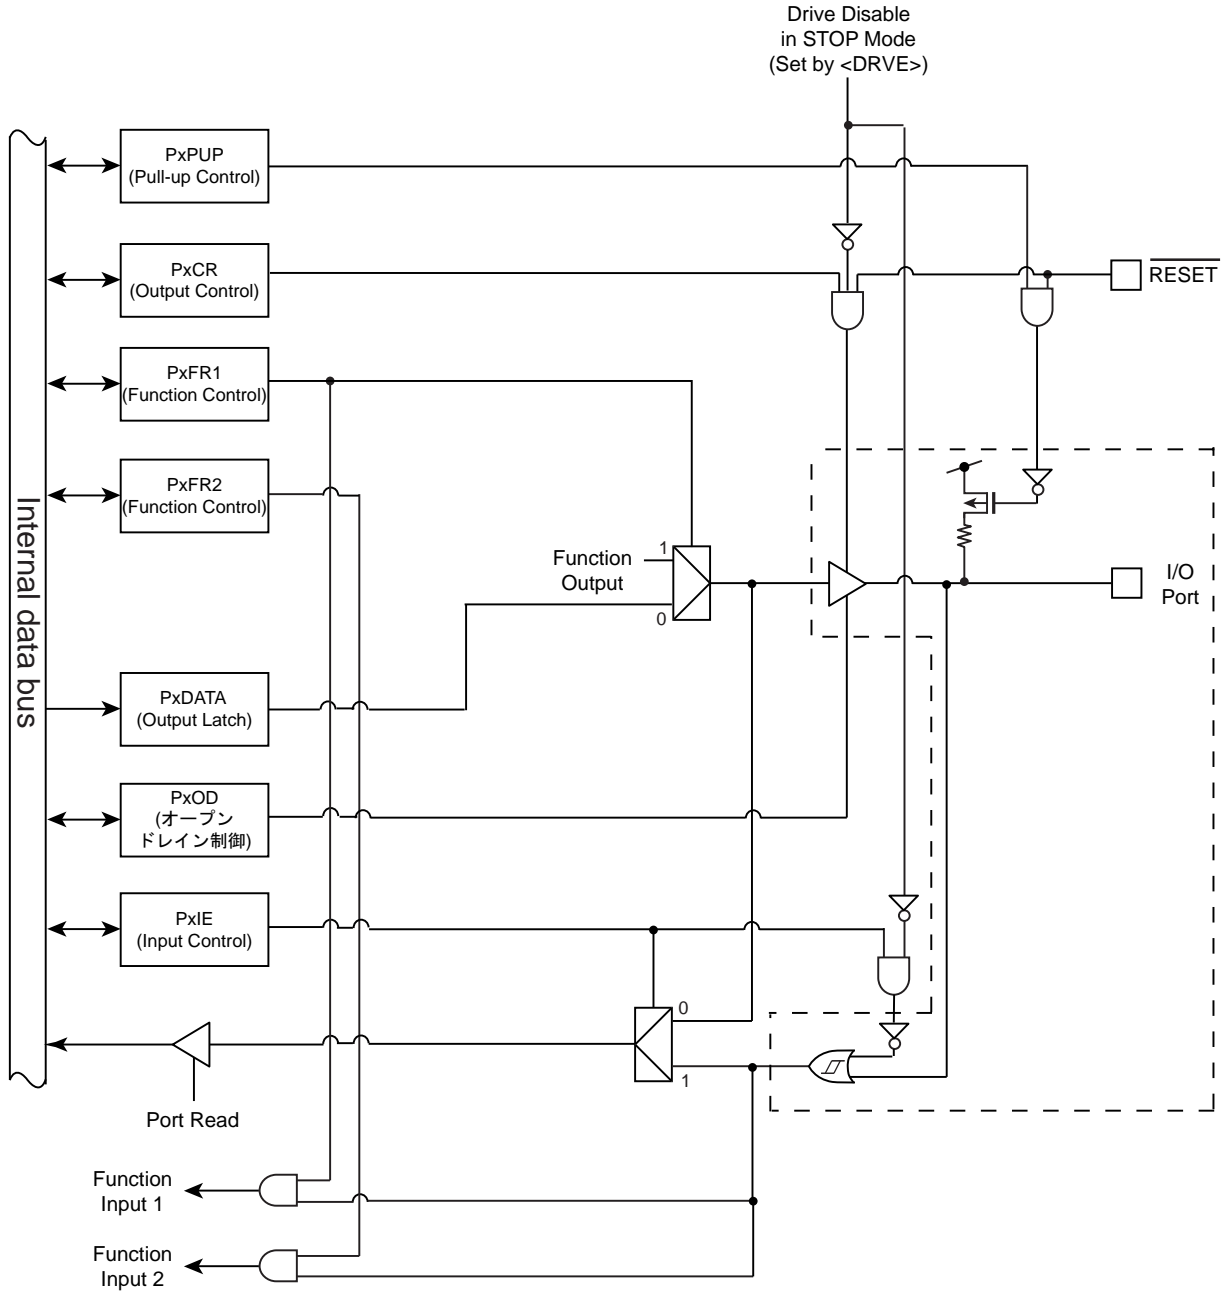 Drive Disable
in STOP Mode
(Set by <DRVE>)
PxPUP
(Pull-up Control)
PxCR
(Output Control)
RESET
PxFR1
(Function Control)
PxFR2
(Function Control)
Internal data bus
1
Function
Output
0
I/O
Port
PxDATA
(Output Latch)
PxOD
(オープン
ドレイン制御)
PxIE
(Input Control)
0
1
Port Read
Function
Input 1
Function
Input 2